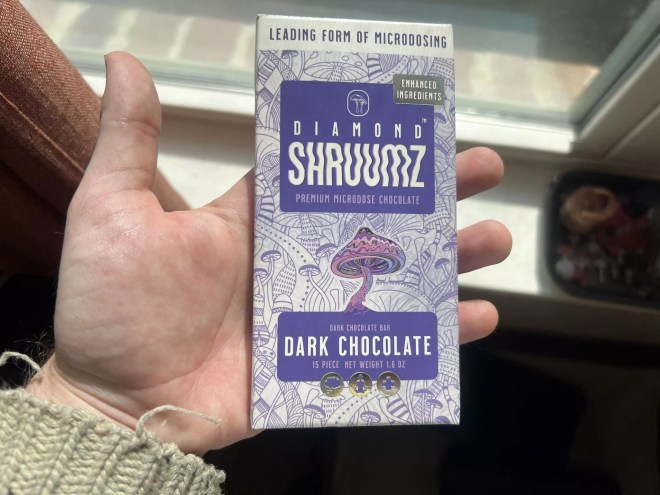 LEADING FORM OF MICRODOSING
ENHANCED
INGREDIENTS
DIAMOND™
SHRUUMZ
PREMIUM MICRODOSE CHOCOLATE
DARK CHOCOLATE BAR
DARK CHOCOLATE
15 PIECE NET WEIGHT 1.6 OZ